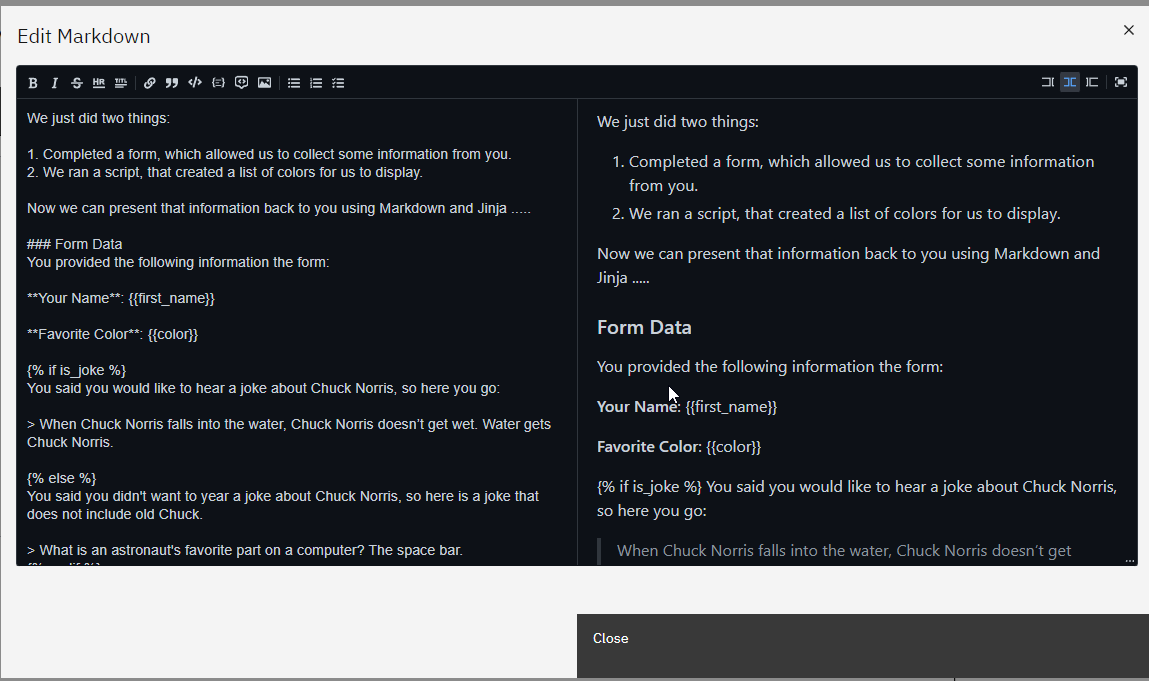 Edit Markdown
B I S HR TITL
We just did two things:
1. Completed a form, which allowed us to collect some information from you.
2. We ran a script, that created a list of colors for us to display.
Now we can present that information back to you using Markdown and Jinja .....
### Form Data
You provided the following information the form:
**Your Name**: {{first_name}}
**Favorite Color**: {{color}}
{% if is_joke %}
You said you would like to hear a joke about Chuck Norris, so here you go:
> When Chuck Norris falls into the water, Chuck Norris doesn't get wet. Water gets
Chuck Norris.
{% else %}
You said you didn't want to year a joke about Chuck Norris, so here is a joke that
does not include old Chuck.
> What is an astronaut's favorite part on a computer? The space bar.
We just did two things:
1. Completed a form, which allowed us to collect some information
from you.
2. We ran a script, that created a list of colors for us to display.
Now we can present that information back to you using Markdown and
Jinja .....
Form Data
You provided the following information the form:
Your Name: {{first_name}}
Favorite Color: {{color}}
{% if is_joke %} You said you would like to hear a joke about Chuck Norris,
so here you go:
When Chuck Norris falls into the water, Chuck Norris doesn't get
Close